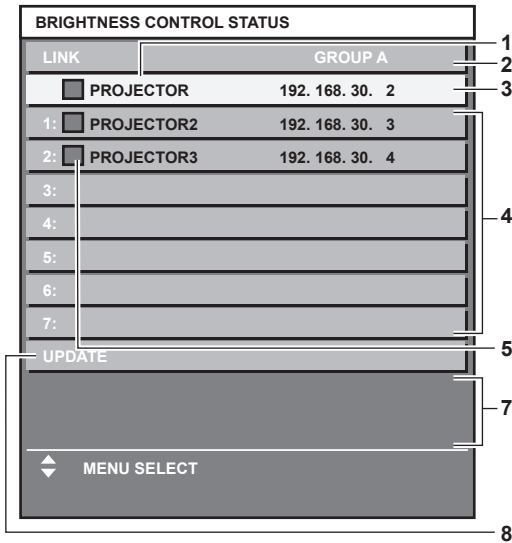 BRIGHTNESS CONTROL STATUS
LINK GROUP A
PROJECTOR 192. 168. 30. 2
1: PROJECTOR2 192. 168. 30. 3
2: PROJECTOR3 192. 168. 30. 4
3:
4:
5:
6:
7:
UPDATE
MENU SELECT
1
2
3
4
5
7
8